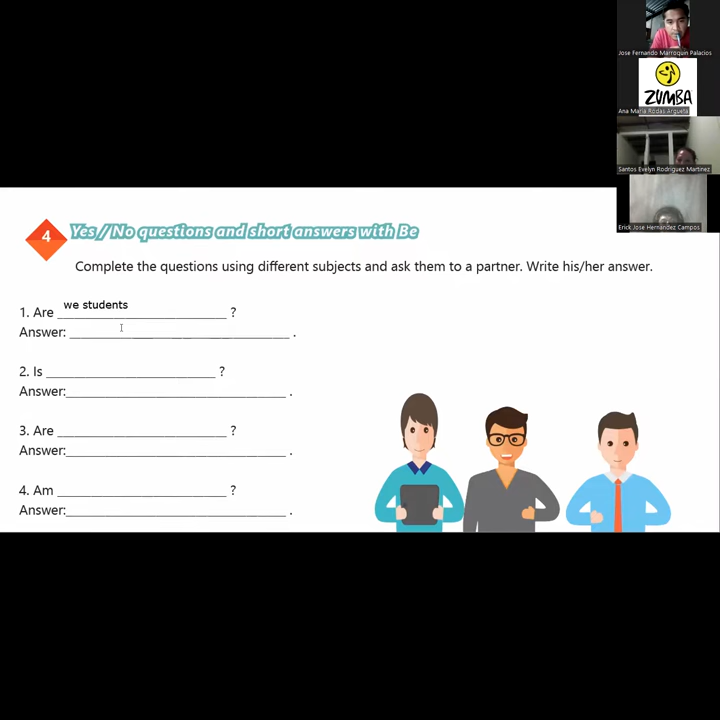 Jose Fernando Marroquin Palacios
ZUMBA
Ana Maria Rodas Argueta
Santos Evelyn Rodriguez Martinez
Erick Jose Hernandez Campos
4 Yes / No questions and short answers with Be
Complete the questions using different subjects and ask them to a partner. Write his/her answer.
1. Are we students ?
Answer: .
2. Is ?
Answer: .
3. Are ?
Answer: .
4. Am ?
Answer: .